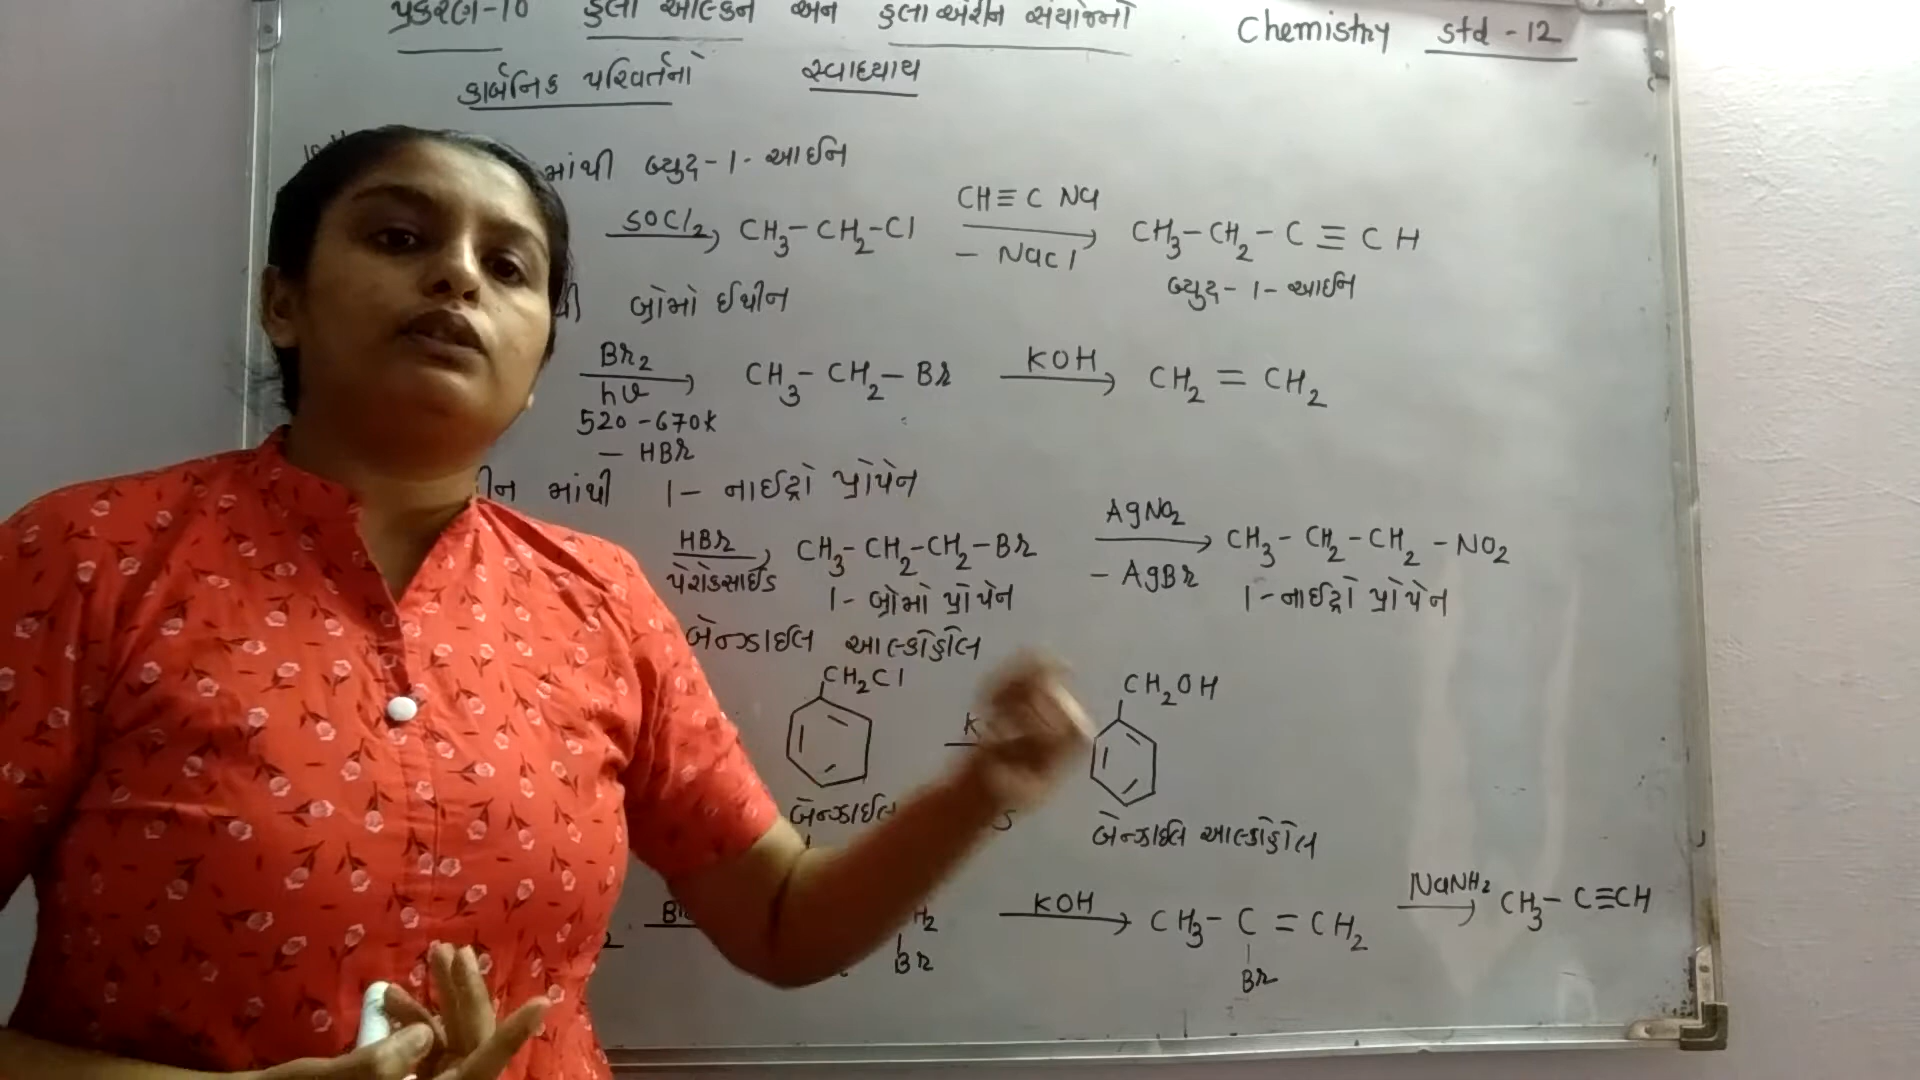 પ્રકરણ-10 હેલો આલ્કેન અને હેલો એરીન સંયોજનો Chemistry std - 12
કાર્બનિક પરિવર્તનો સ્વાધ્યાય
માંથી બ્યુટ-1-આઈન
SOCl2 CH3-CH2-Cl CH≡C Na - NaCl CH3-CH2-C≡CH
બ્યુટ-1-આઈન
બ્રોમો ઈથીન
Br2 hν CH3-CH2-Br KOH CH2=CH2
520-670K
- HBr
માંથી 1-નાઈટ્રો પ્રોપેન
HBr પેરોક્સાઈડ CH3-CH2-CH2-Br AgNO2 - AgBr CH3-CH2-CH2-NO2
1-બ્રોમો પ્રોપેન 1-નાઈટ્રો પ્રોપેન
બેન્ઝાઈલ આલ્કોહોલ
CH2Cl CH2OH
બેન્ઝાઈલ બેન્ઝાઈલ આલ્કોહોલ
KOH CH3-C=CH2 NaNH2 CH3-C≡CH
Br Br